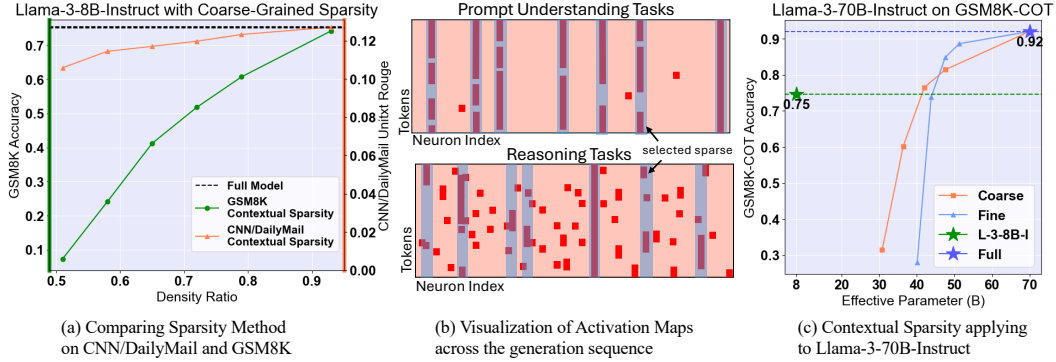 Llama-3-8B-Instruct with Coarse-Grained Sparsity
GSM8K Accuracy
0.7
0.6
0.5
0.4
0.3
0.2
0.1
0.12
0.10
0.08
0.06
0.04
0.02
0.00
CNN/DailyMail Unitxt Rouge
Full Model
GSM8K
Contextual Sparsity
CNN/DailyMail
Contextual Sparsity
0.5 0.6 0.7 0.8 0.9
Density Ratio
(a) Comparing Sparsity Method
on CNN/DailyMail and GSM8K
Prompt Understanding Tasks
Tokens
Neuron Index
selected sparse
Reasoning Tasks
Tokens
Neuron Index
(b) Visualization of Activation Maps
across the generation sequence
Llama-3-70B-Instruct on GSM8K-COT
GSM8K-COT Accuracy
0.9
0.8
0.7
0.6
0.5
0.4
0.3
0.92
0.75
Coarse
Fine
L-3-8B-I
Full
8 20 30 40 50 60 70
Effective Parameter (B)
(c) Contextual Sparsity applying
to Llama-3-70B-Instruct